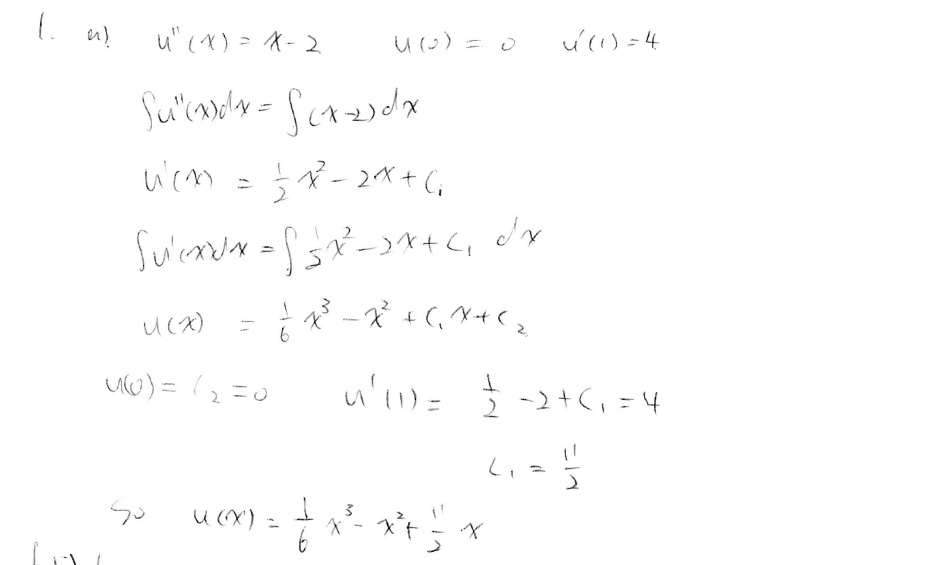 1. a) u''(x) = x-2 u(0) = 0 u'(1) = 4
∫u''(x)dx = ∫(x-2)dx
u'(x) = 1/2 x² - 2x + C₁
∫u'(x)dx = ∫ 1/2 x² - 2x + C₁ dx
u(x) = 1/6 x³ - x² + C₁x + C₂
u(0) = C₂ = 0 u'(1) = 1/2 - 2 + C₁ = 4
C₁ = 11/2
So u(x) = 1/6 x³ - x² + 11/2 x